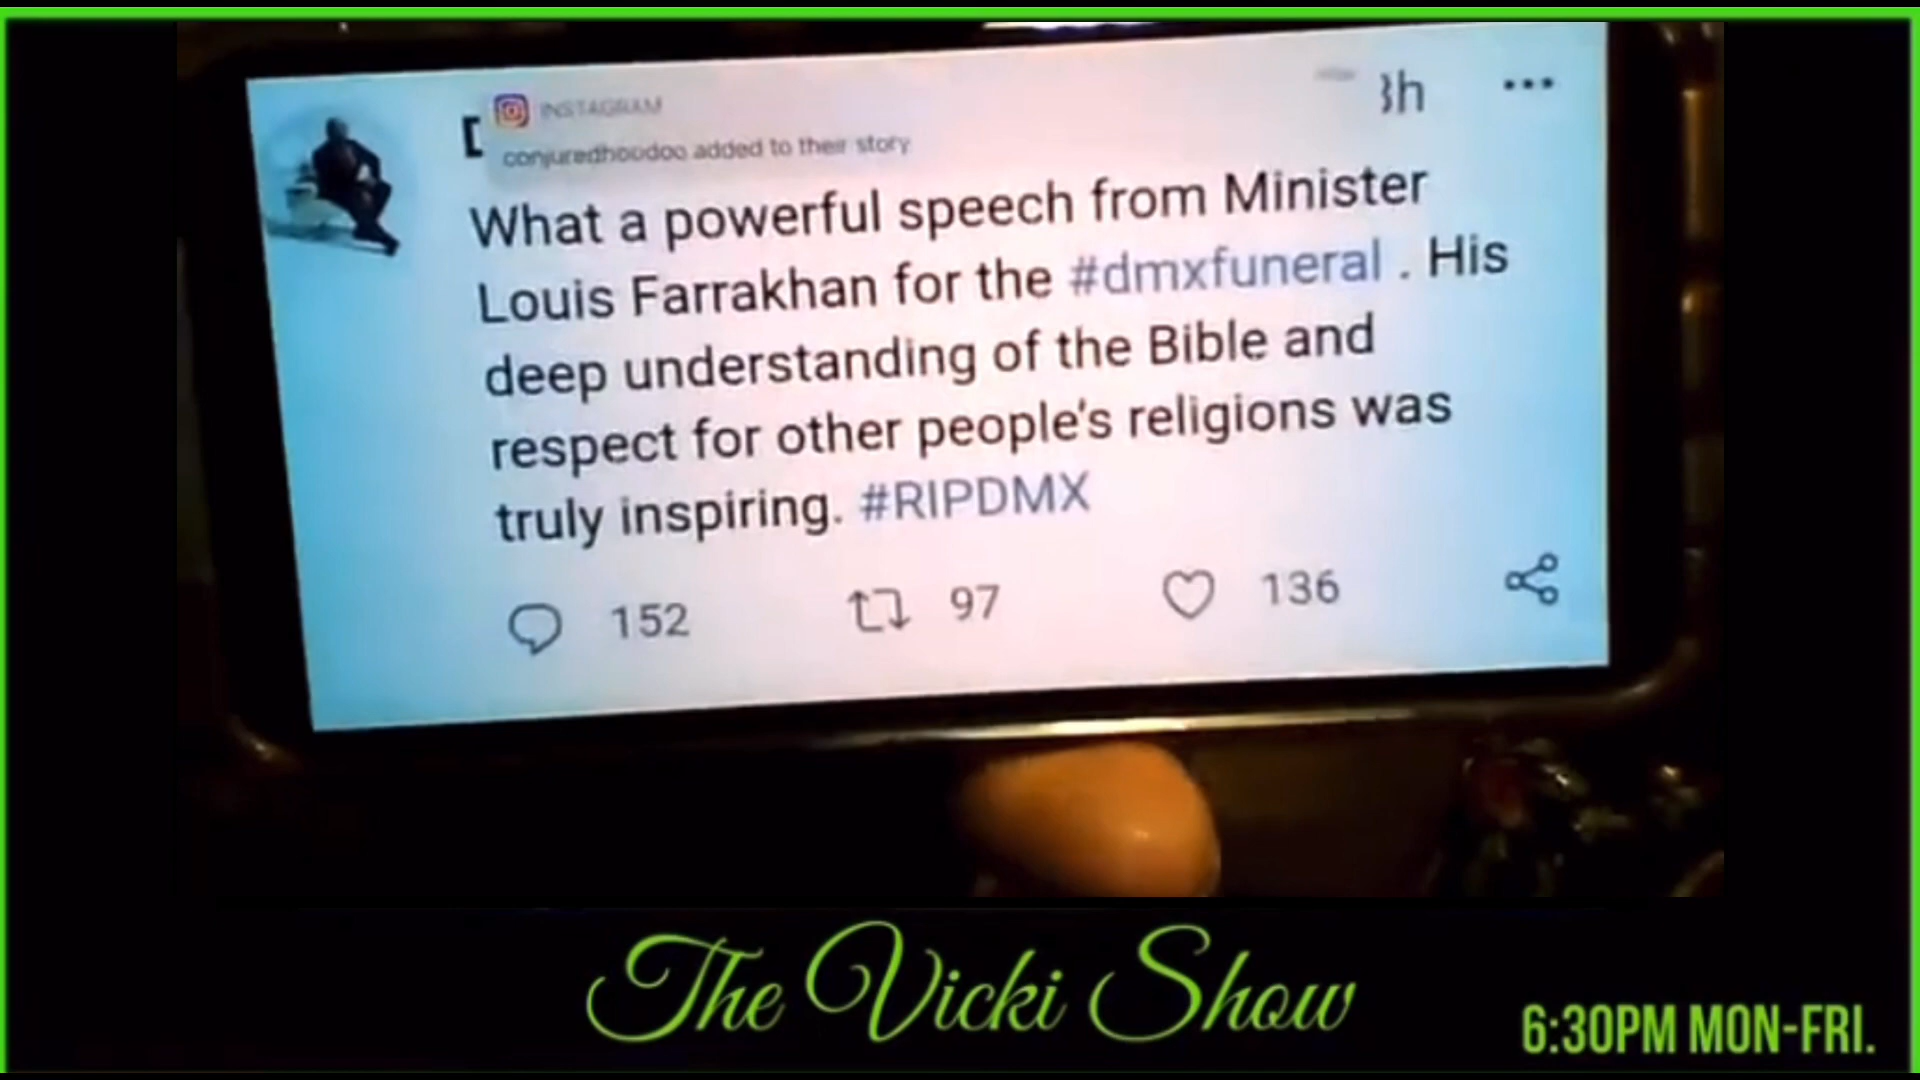 INSTAGRAM
3h
conjuredhoodoo added to their story
What a powerful speech from Minister
Louis Farrakhan for the #dmxfuneral . His
deep understanding of the Bible and
respect for other people's religions was
truly inspiring. #RIPDMX
152 97 136
The Vicki Show
6:30PM MON-FRI.